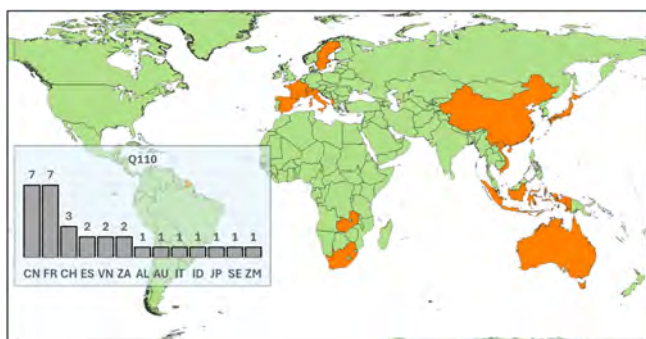 Q110
7 7 3 2 2 2 1 1 1 1 1 1 1
CN FR CH ES VN ZA AL AU IT ID JP SE ZM